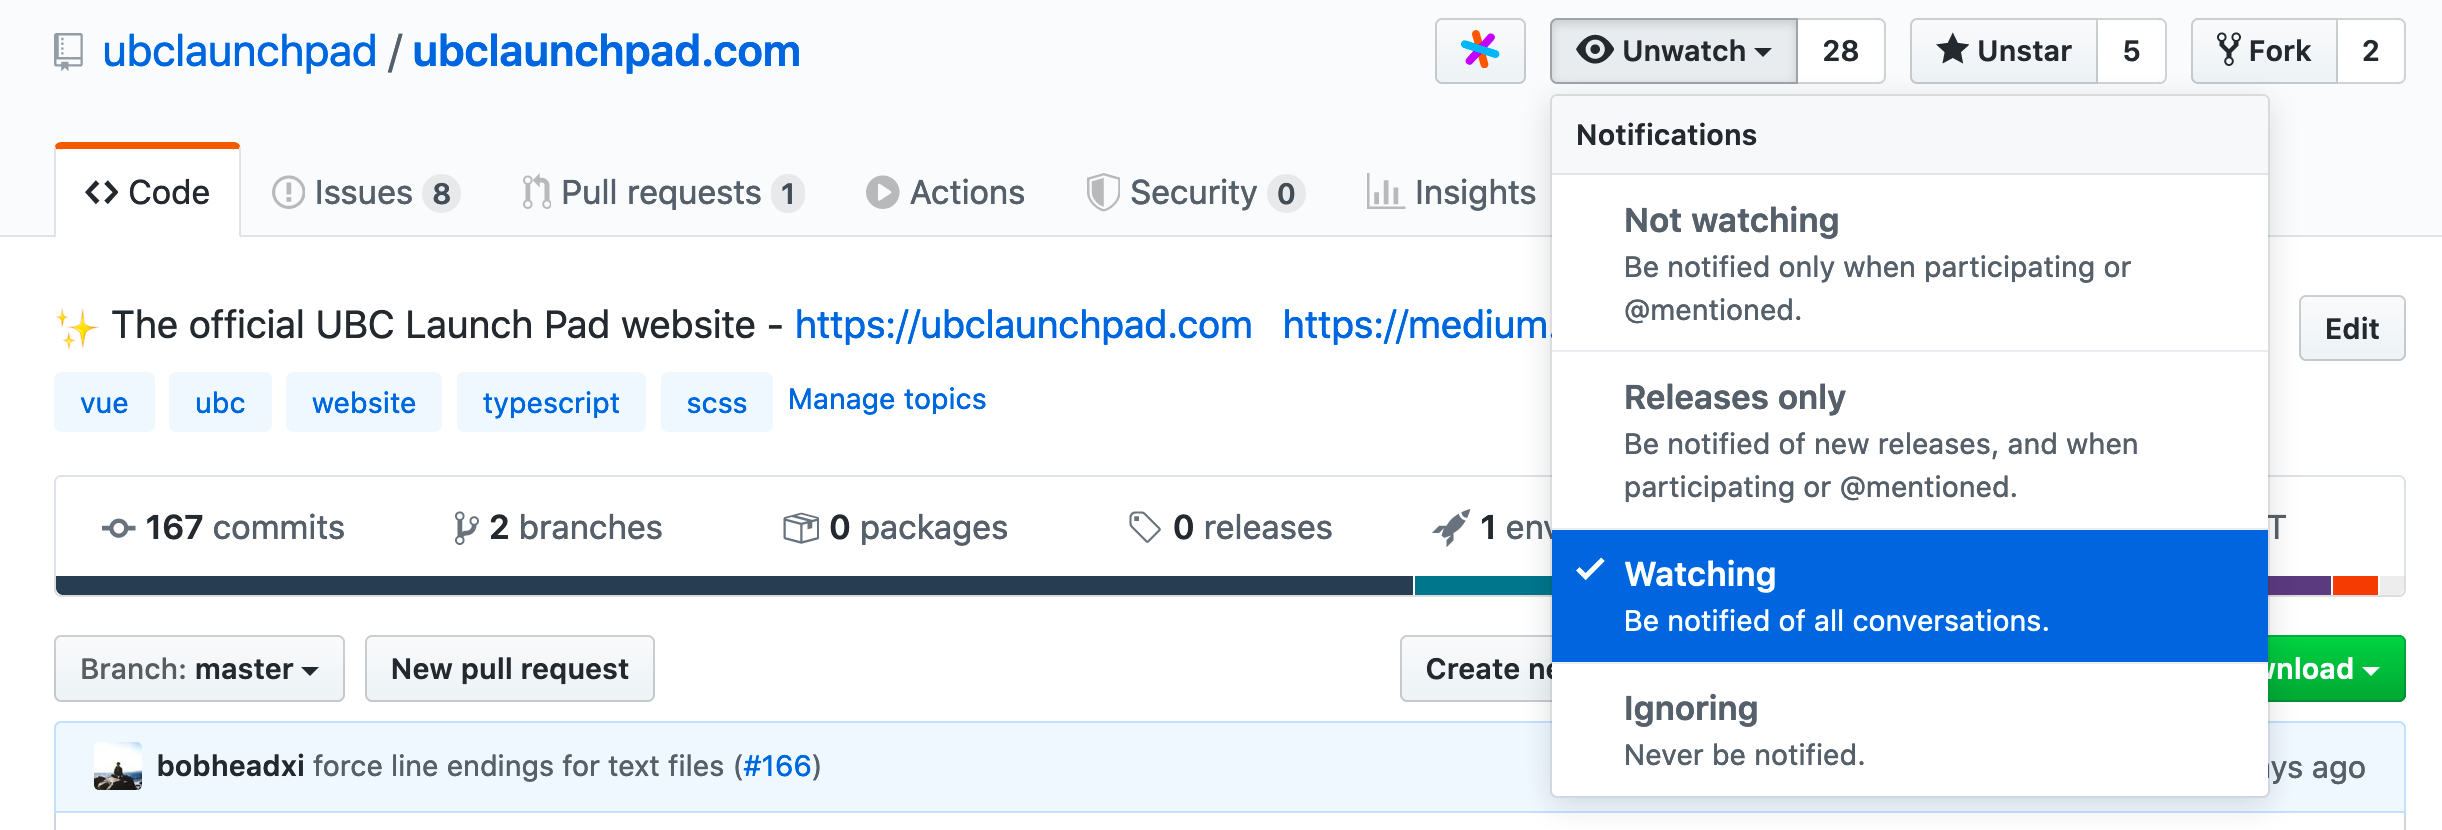 ubclaunchpad / ubclaunchpad.com
Unwatch 28
Unstar 5
Fork 2
Notifications
Code
Issues 8
Pull requests 1
Actions
Security 0
Insights
Not watching
Be notified only when participating or
@mentioned.
The official UBC Launch Pad website - https://ubclaunchpad.com https://medium.
Edit
vue ubc website typescript scss Manage topics
Releases only
Be notified of new releases, and when
participating or @mentioned.
167 commits
2 branches
0 packages
0 releases
1 env
T
Watching
Be notified of all conversations.
Branch: master
New pull request
Create ne
wnload
Ignoring
Never be notified.
bobheadxi force line endings for text files (#166)
ys ago